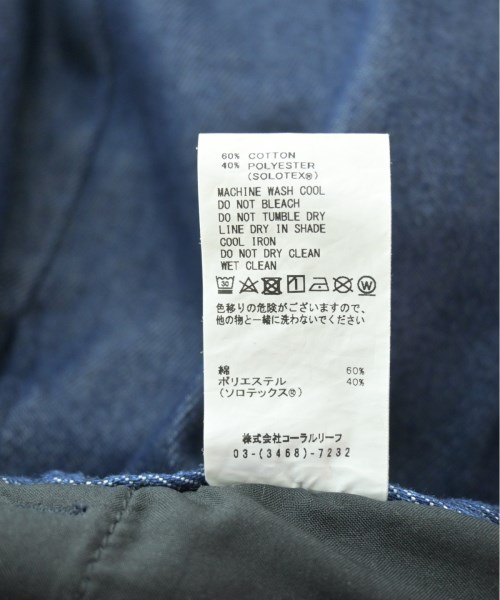 60% COTTON
40% POLYESTER
(SOLOTEX®)
MACHINE WASH COOL
DO NOT BLEACH
DO NOT TUMBLE DRY
LINE DRY IN SHADE
COOL IRON
DO NOT DRY CLEAN
WET CLEAN
30 W
色移りの危険がございますので、
他の物と一緒に洗わないでください
綿 60%
ポリエステル 40%
(ソロテックス®)
株式会社コーラルリーフ
03-(3468)-7232